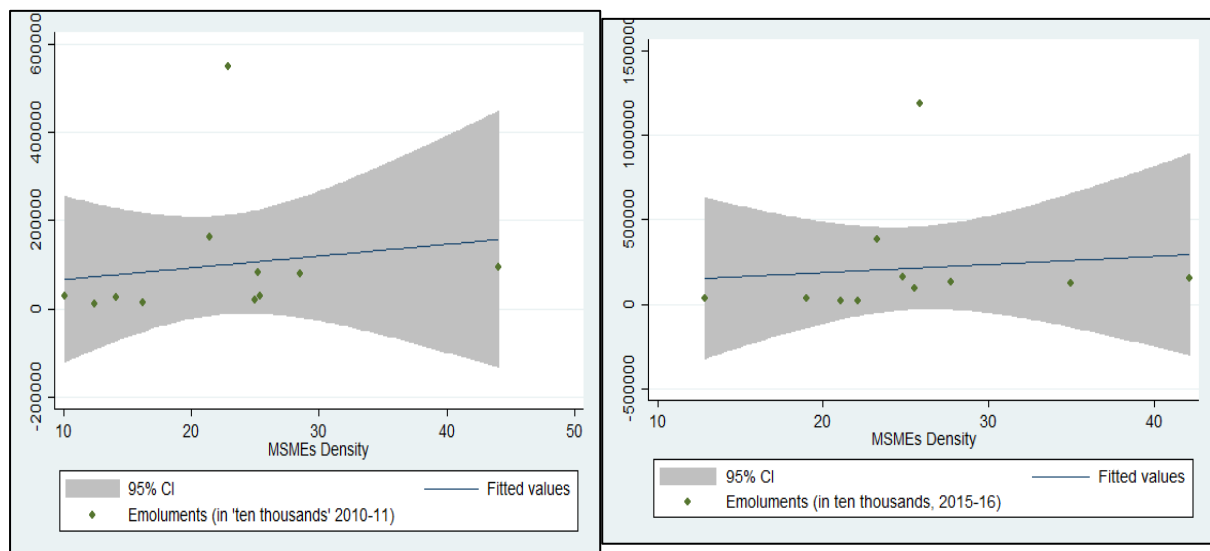 600000
400000
200000
0
-200000
10 20 30 40 50
MSMEs Density
95% CI Fitted values
Emoluments (in 'ten thousands' 2010-11)
1500000
1000000
500000
0
-500000
10 20 30 40
MSMEs Density
95% CI Fitted values
Emoluments (in ten thousands, 2015-16)